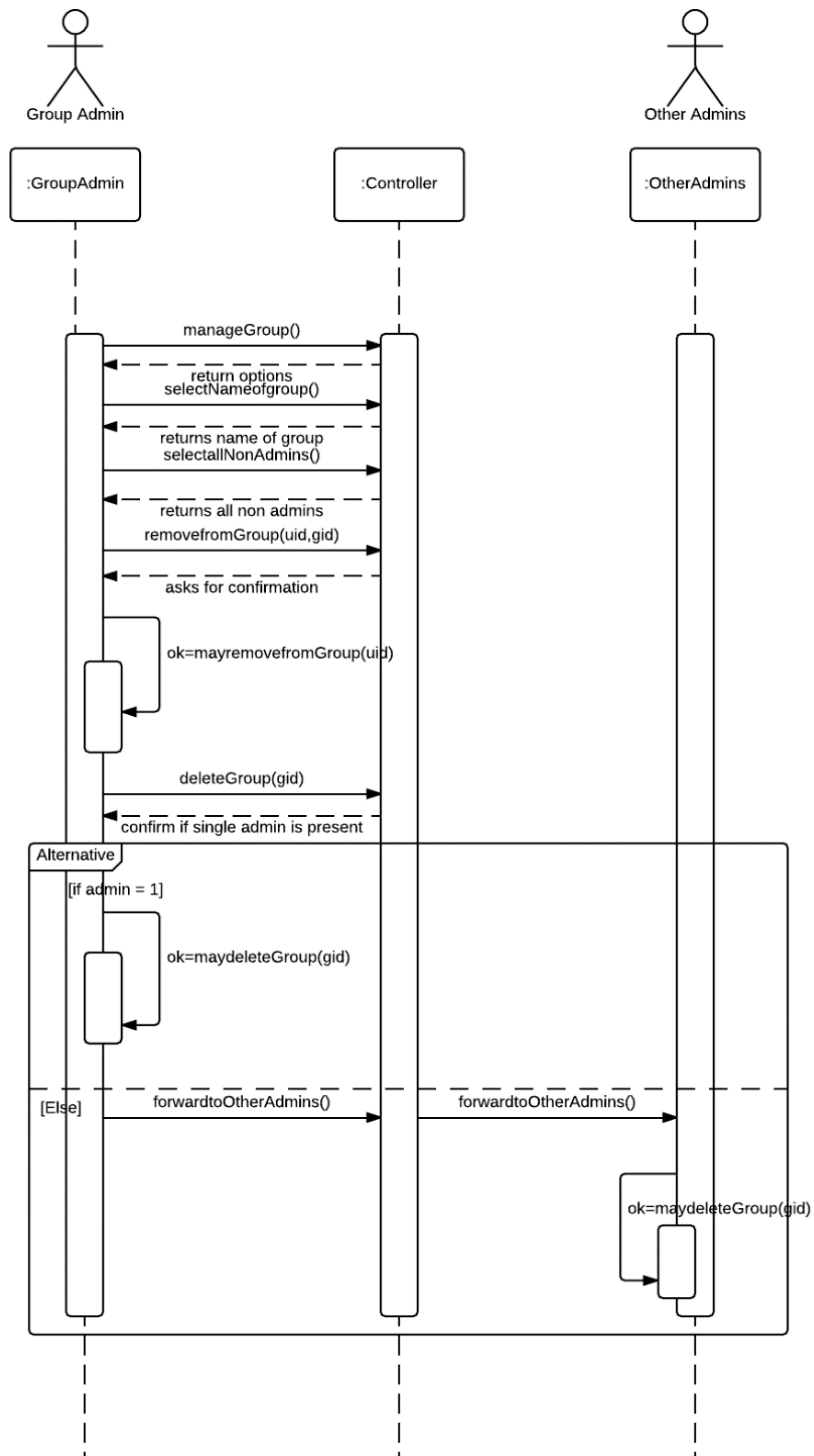 Group Admin
Other Admins
:GroupAdmin
:Controller
:OtherAdmins
manageGroup()
return options
selectNameofgroup()
returns name of group
selectallNonAdmins()
returns all non admins
removefromGroup(uid,gid)
asks for confirmation
ok=mayremovefromGroup(uid)
deleteGroup(gid)
confirm if single admin is present
Alternative
[if admin = 1]
ok=maydeleteGroup(gid)
[Else]
forwardtoOtherAdmins()
forwardtoOtherAdmins()
ok=maydeleteGroup(gid)